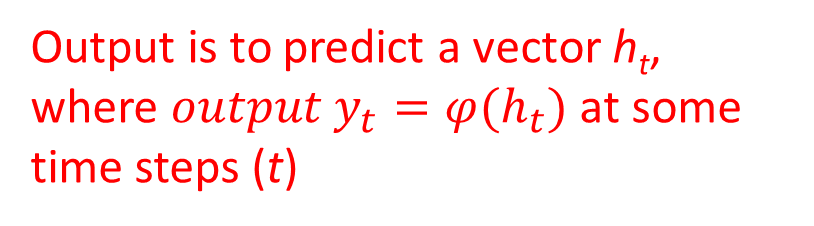 Output is to predict a vector hₜ,
where output yₜ = φ(hₜ) at some
time steps (t)